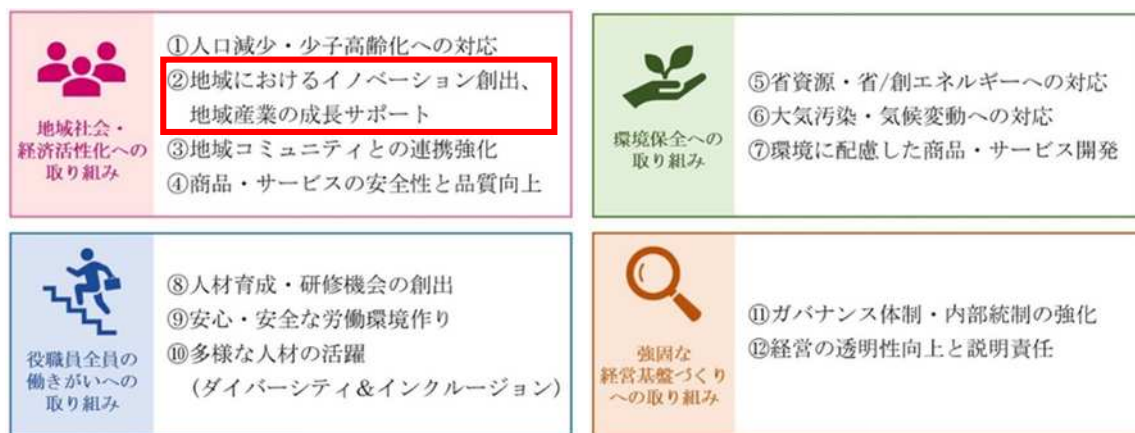 地域社会・
経済活性化への
取り組み
①人口減少・少子高齢化への対応
②地域におけるイノベーション創出、
地域産業の成長サポート
③地域コミュニティとの連携強化
④商品・サービスの安全性と品質向上
環境保全への
取り組み
⑤省資源・省/創エネルギーへの対応
⑥大気汚染・気候変動への対応
⑦環境に配慮した商品・サービス開発
役職員全員の
働きがいへの
取り組み
⑧人材育成・研修機会の創出
⑨安心・安全な労働環境作り
⑩多様な人材の活躍
(ダイバーシティ&インクルージョン)
強固な
経営基盤づくり
への取り組み
⑪ガバナンス体制・内部統制の強化
⑫経営の透明性向上と説明責任